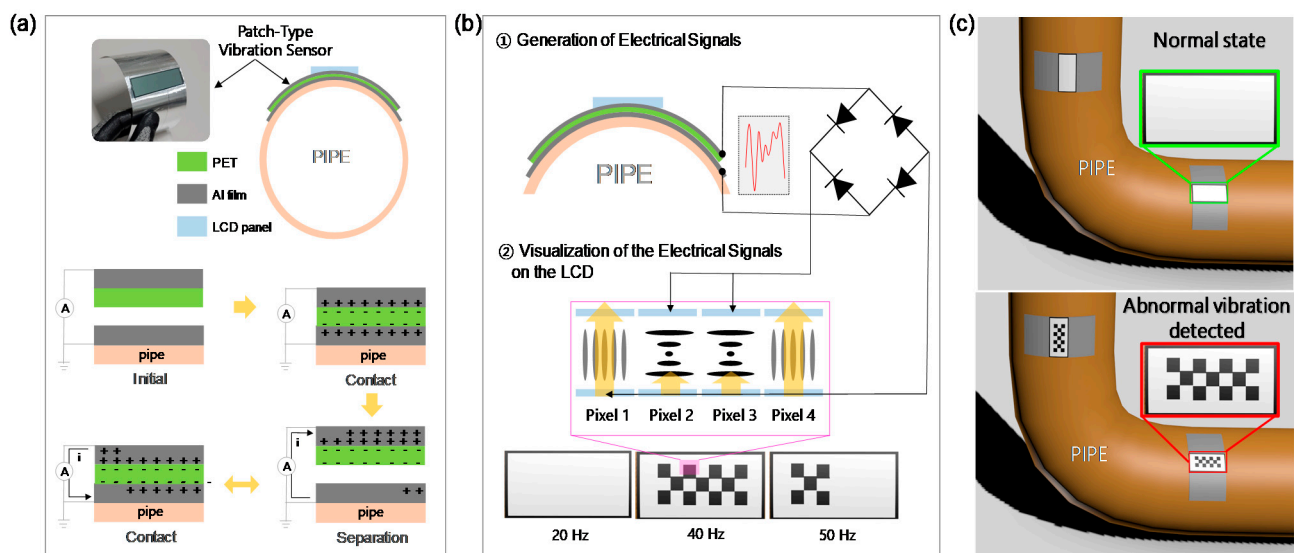 (a)
Patch-Type
Vibration Sensor
PIPE
PET
Al film
LCD panel
A
pipe
Initial
A
+ + + + + + + +
- - - - - - - -
- - - - - - - -
+ + + + + + + +
pipe
Contact
i
A
+ +
+ + + + + + + +
- - - - - - - -
- - - - - - - -
+ + + + + +
pipe
Contact
i
A
+ + + + + +
+ + + + + + + +
- - - - - - - -
- - - - - - - -
+ +
pipe
Separation
(b)
① Generation of Electrical Signals
PIPE
② Visualization of the Electrical Signals
on the LCD
Pixel 1 Pixel 2 Pixel 3 Pixel 4
20 Hz 40 Hz 50 Hz
(c)
Normal state
PIPE
Abnormal vibration
detected
PIPE